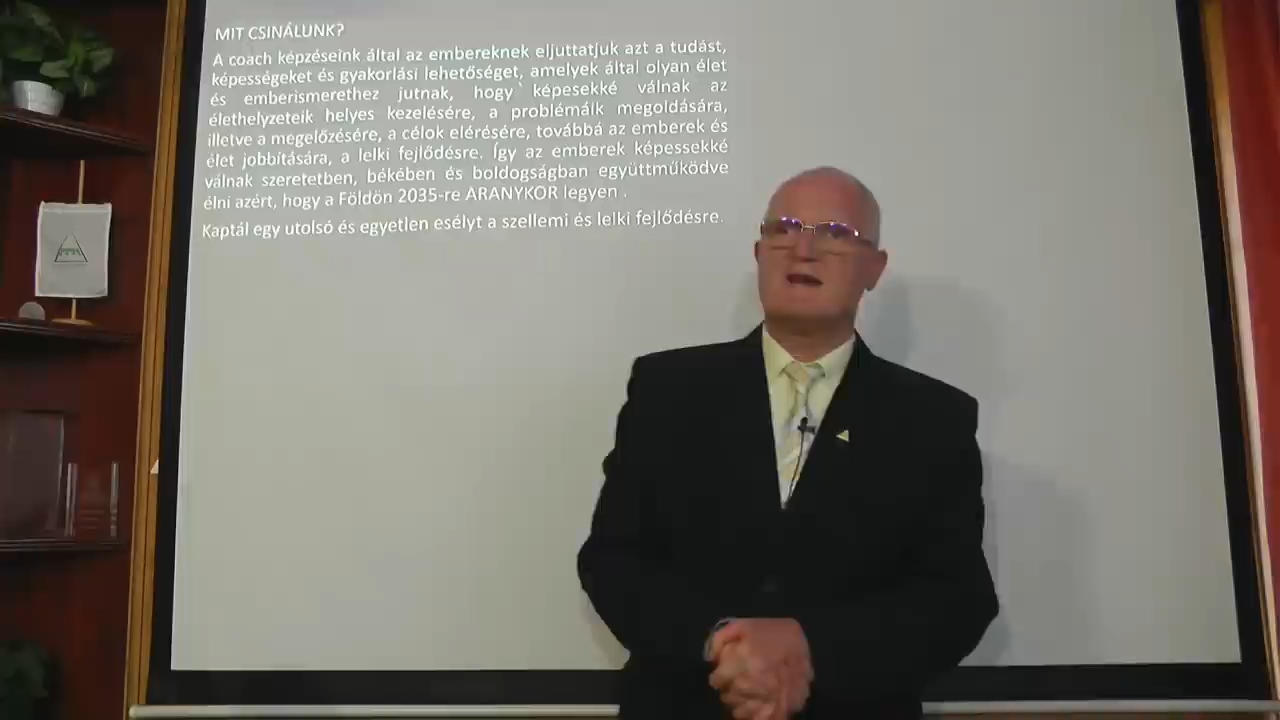 MIT CSINÁLUNK?
A coach képzéseink által az embereknek eljuttatjuk azt a tudást,
képességeket és gyakorlási lehetőséget, amelyek által olyan élet
és emberismerethez jutnak, hogy képesekké válnak az
élethelyzeteik helyes kezelésére, a problémáik megoldására,
illetve a megelőzésére, a célok elérésére, továbbá az emberek és
élet jobbítására, a lelki fejlődésre. Így az emberek képessekké
válnak szeretetben, békében és boldogságban együttműködve
élni azért, hogy a Földön 2035-re ARANYKOR legyen .
Kaptál egy utolsó és egyetlen esélyt a szellemi és lelki fejlődésre.